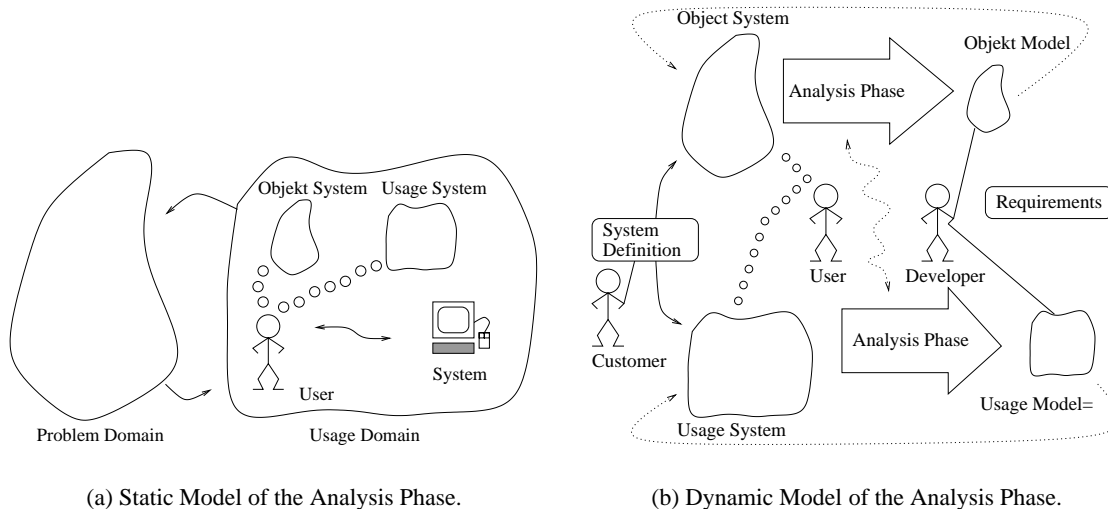 Objekt System
Usage System
User
System
Problem Domain
Usage Domain
(a) Static Model of the Analysis Phase.
Object System
Objekt Model
Analysis Phase
System
Definition
Requirements
User
Developer
Customer
Analysis Phase
Usage Model=
Usage System
(b) Dynamic Model of the Analysis Phase.